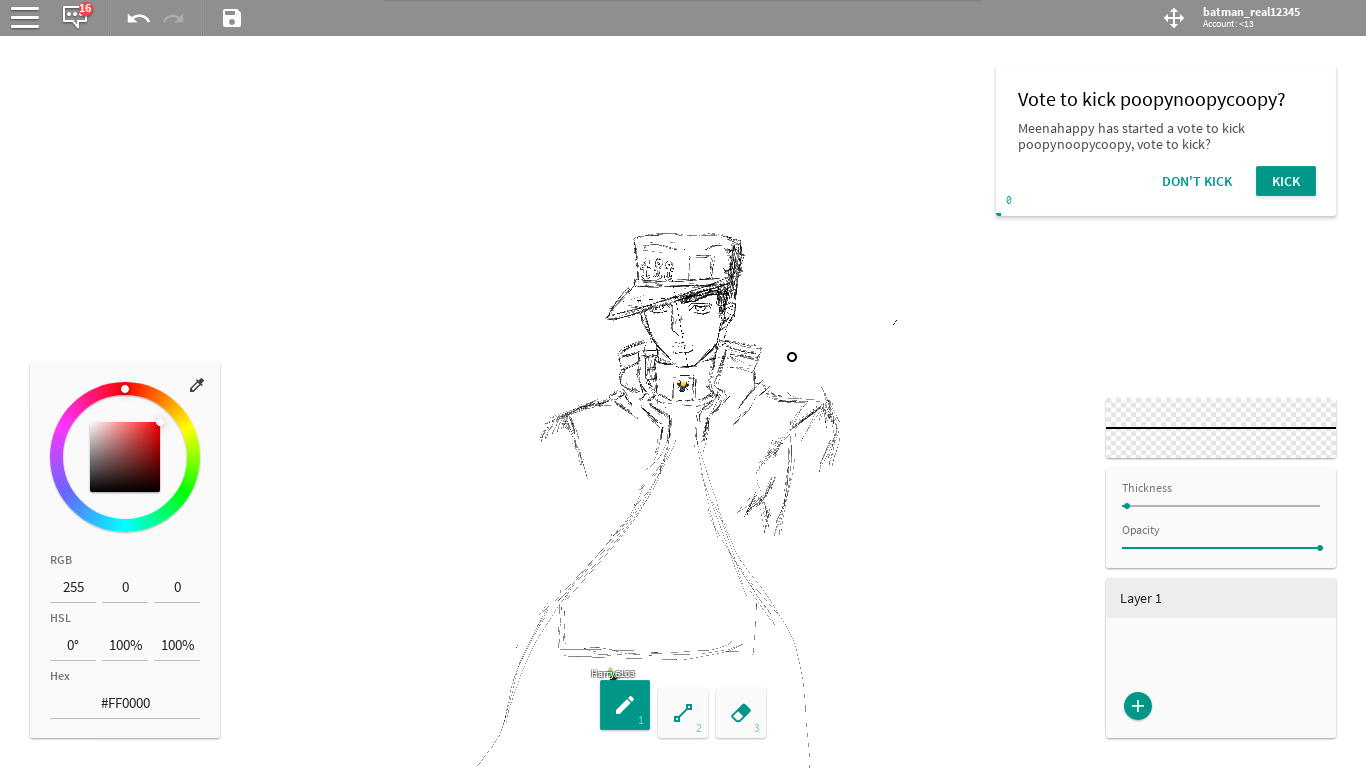 16
batman_real12345
Account: <13
Vote to kick poopynoopycoopy?
Meenahappy has started a vote to kick
poopynoopycoopy, vote to kick?
DON'T KICK
KICK
0
RGB
255
0
0
HSL
0°
100%
100%
Hex
#FF0000
Thickness
Opacity
Layer 1
1
2
3